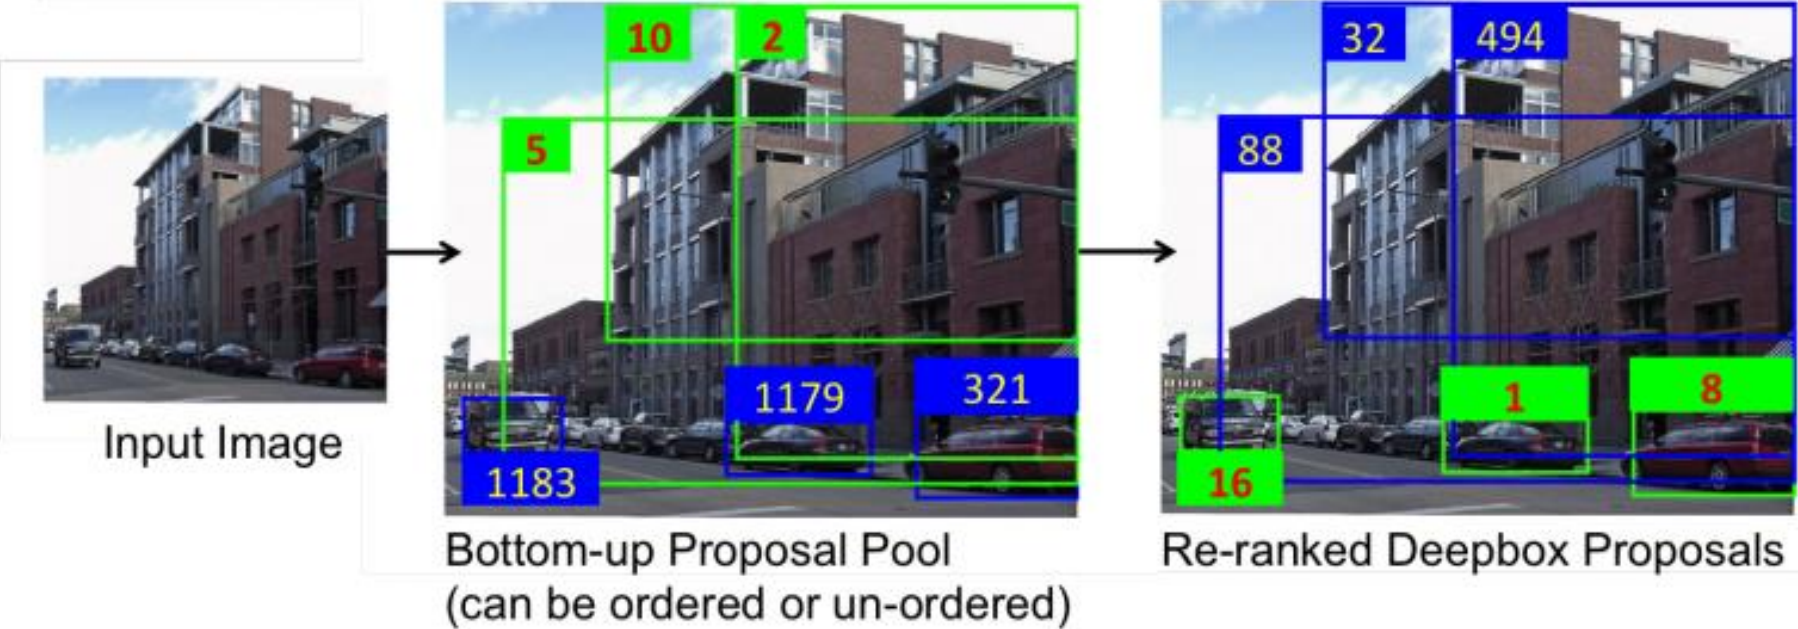 10 2
5
1179 321
1183
32 494
88
1 8
16
Input Image
Bottom-up Proposal Pool
(can be ordered or un-ordered)
Re-ranked Deepbox Proposals